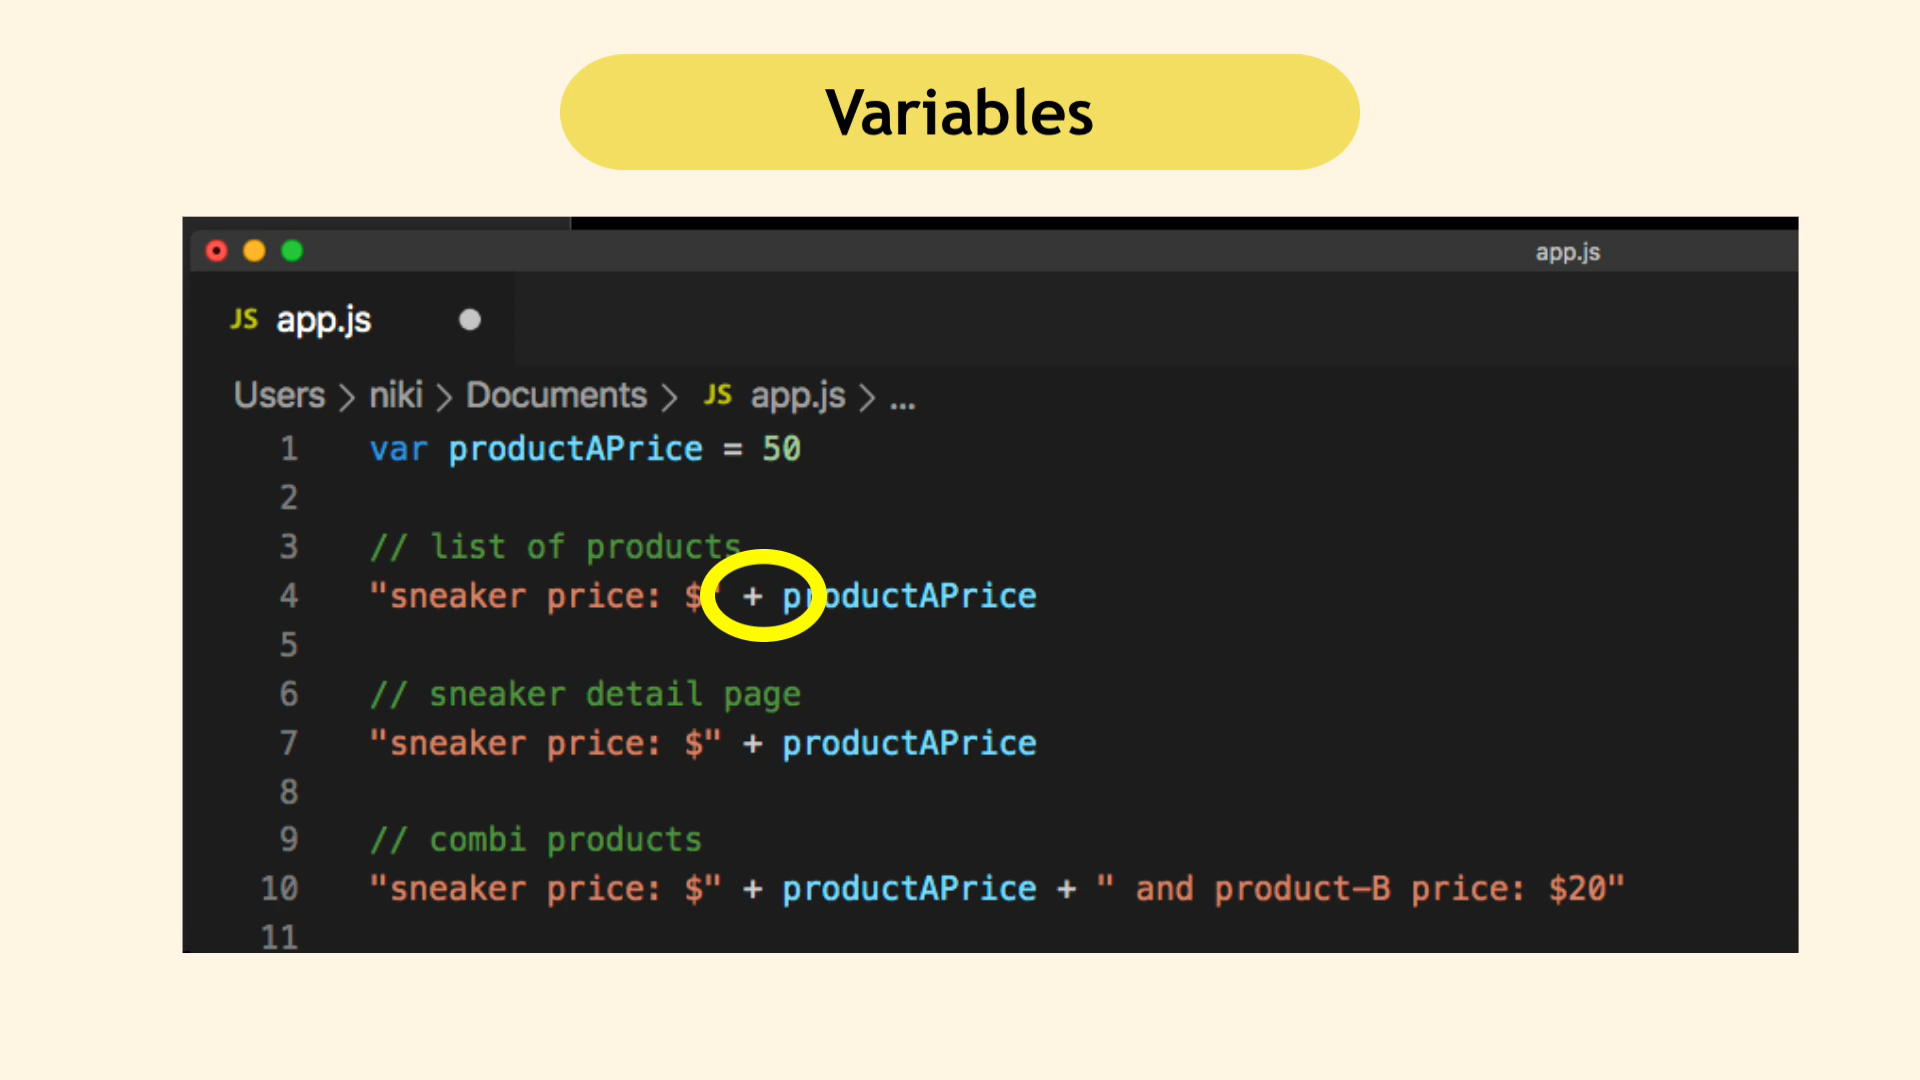 Variables
app.js
JS app.js
Users > niki > Documents > JS app.js > ...
1 var productAPrice = 50
2
3 // list of products
4 "sneaker price: $" + productAPrice
5
6 // sneaker detail page
7 "sneaker price: $" + productAPrice
8
9 // combi products
10 "sneaker price: $" + productAPrice + " and product-B price: $20"
11